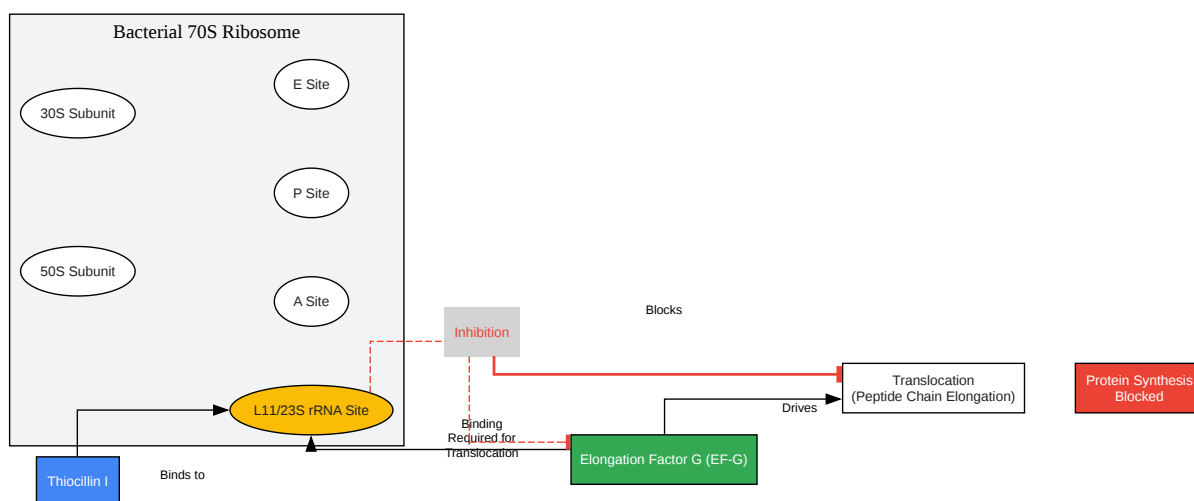 Bacterial 70S Ribosome
E Site
30S Subunit
P Site
50S Subunit
A Site
Inhibition
Blocks
Translocation
(Peptide Chain Elongation)
Protein Synthesis
Blocked
L11/23S rRNA Site
Drives
Binding
Required for
Translocation
Elongation Factor G (EF-G)
Thiocillin I
Binds to